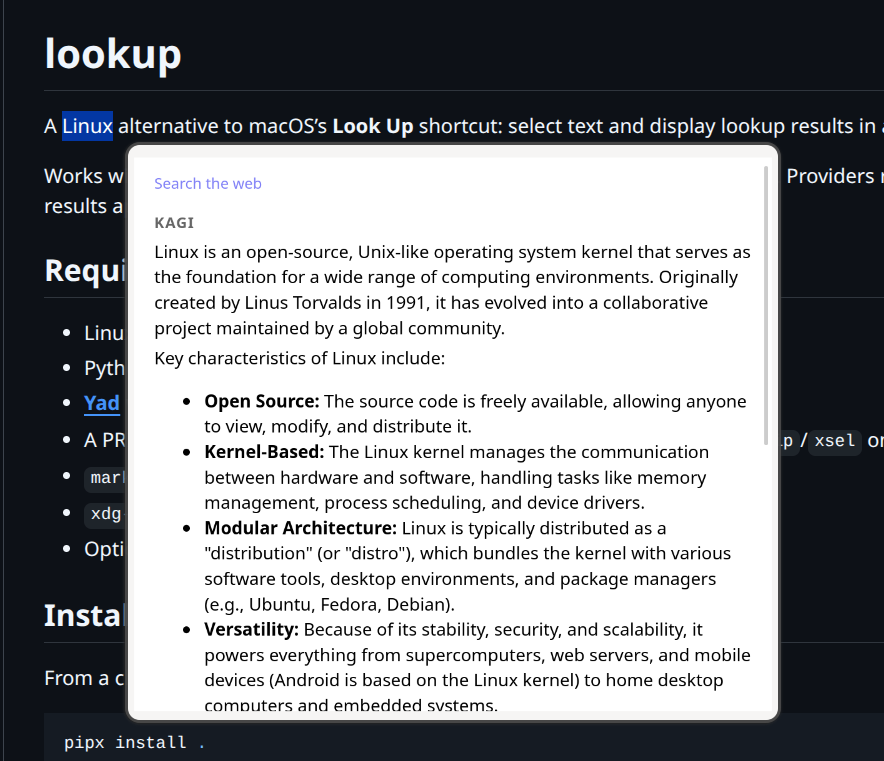 lookup
A Linux alternative to macOS’s Look Up shortcut: select text and display lookup results in
Works
Providers
results
Search the web
KAGI
Linux is an open-source, Unix-like operating system kernel that serves as
the foundation for a wide range of computing environments. Originally
created by Linus Torvalds in 1991, it has evolved into a collaborative
project maintained by a global community.
Key characteristics of Linux include:
Open Source: The source code is freely available, allowing anyone
to view, modify, and distribute it.
Kernel-Based: The Linux kernel manages the communication
between hardware and software, handling tasks like memory
management, process scheduling, and device drivers.
Modular Architecture: Linux is typically distributed as a
"distribution" (or "distro"), which bundles the kernel with various
software tools, desktop environments, and package managers
(e.g., Ubuntu, Fedora, Debian).
Versatility: Because of its stability, security, and scalability, it
powers everything from supercomputers, web servers, and mobile
devices (Android is based on the Linux kernel) to home desktop
computers and embedded systems.
Requi
Linu
Pyth
Yad
A PR
p / xsel or
mar
xdg
Opti
Insta
From a c
pipx install .